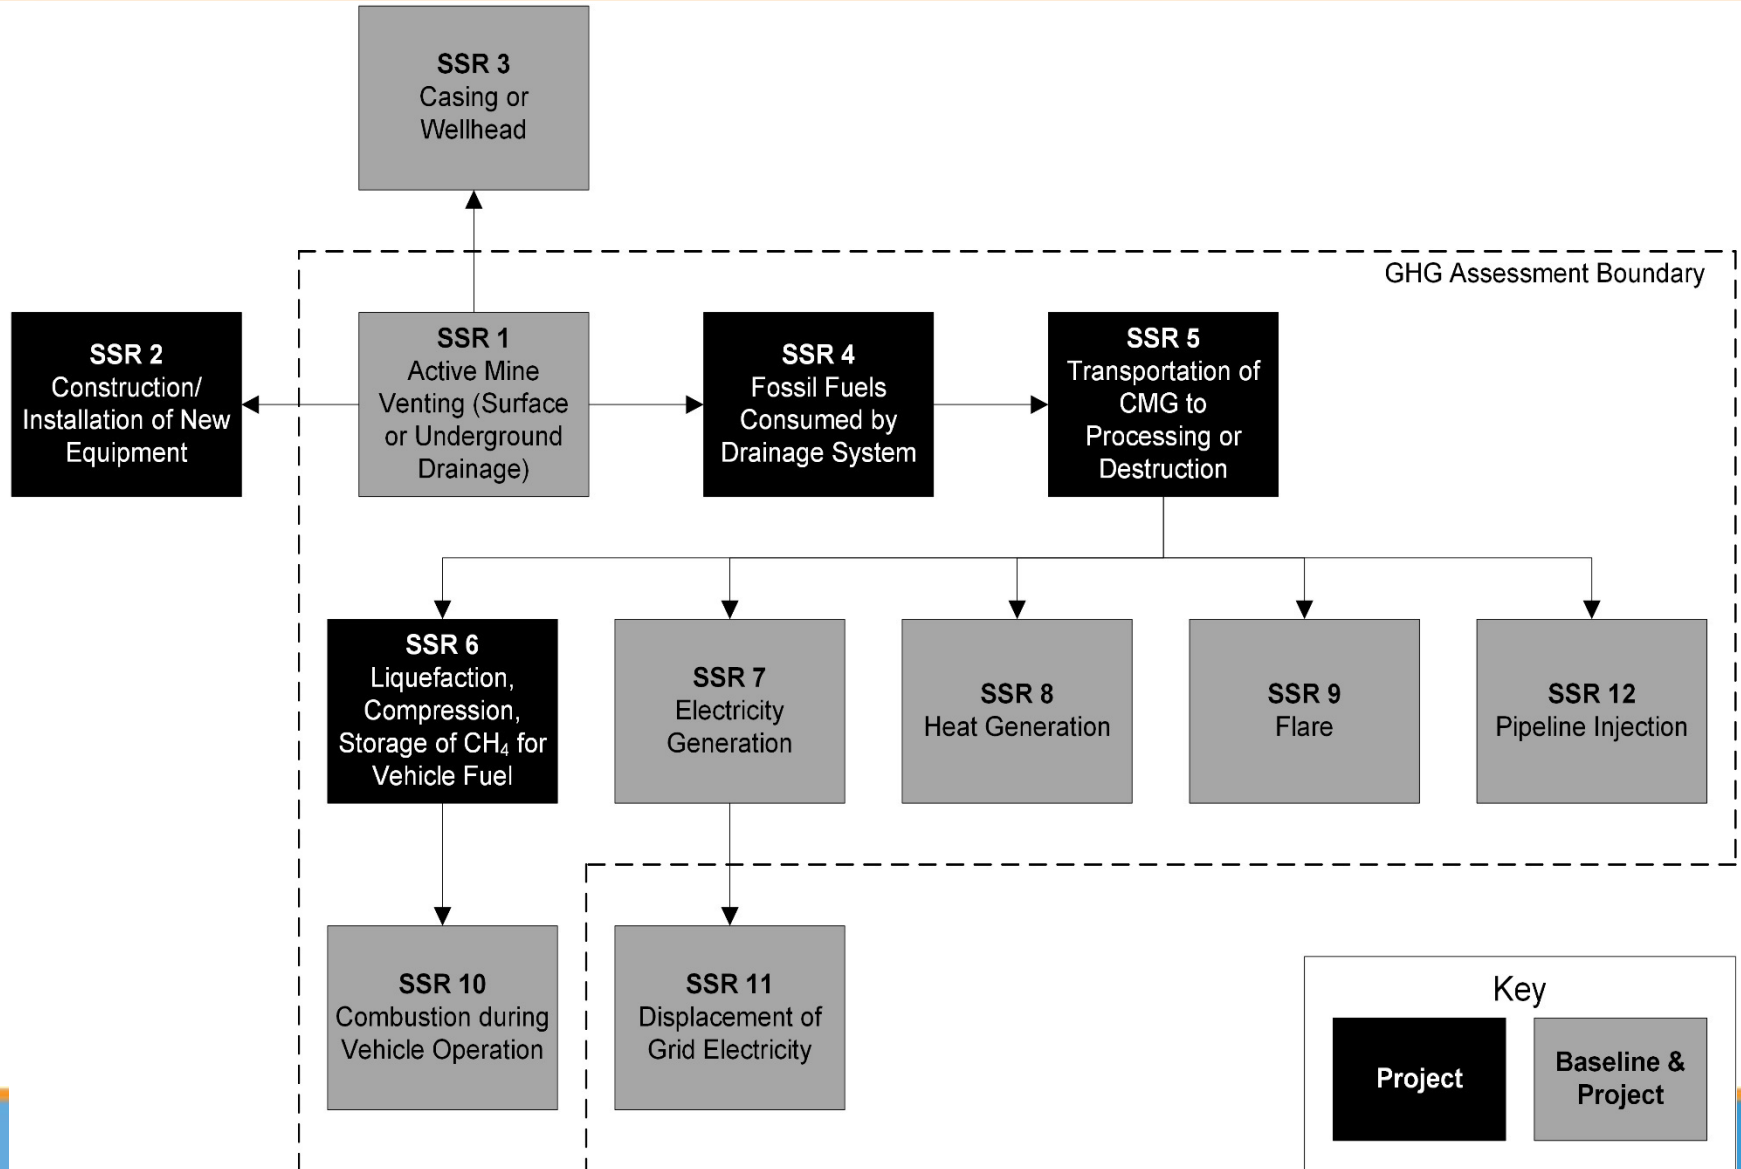 SSR 3
Casing or
Wellhead
GHG Assessment Boundary
SSR 2
Construction/
Installation of New
Equipment
SSR 1
Active Mine
Venting (Surface
or Underground
Drainage)
SSR 4
Fossil Fuels
Consumed by
Drainage System
SSR 5
Transportation of
CMG to
Processing or
Destruction
SSR 6
Liquefaction,
Compression,
Storage of CH₄ for
Vehicle Fuel
SSR 7
Electricity
Generation
SSR 8
Heat Generation
SSR 9
Flare
SSR 12
Pipeline Injection
SSR 10
Combustion during
Vehicle Operation
SSR 11
Displacement of
Grid Electricity
Key
Project
Baseline &
Project